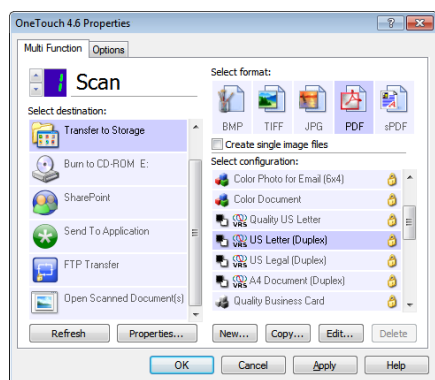 OneTouch 4.6 Properties
Multi Function
Options
1
Scan
Select destination:
Transfer to Storage
Burn to CD-ROM E:
SharePoint
Send To Application
FTP Transfer
Open Scanned Document(s)
Refresh
Properties...
Select format:
BMP
TIFF
JPG
PDF
sPDF
Create single image files
Select configuration:
Color Photo for Email (6x4)
Color Document
VRS Quality US Letter
VRS US Letter (Duplex)
VRS US Legal (Duplex)
VRS A4 Document (Duplex)
Quality Business Card
New...
Copy...
Edit...
Delete
OK
Cancel
Apply
Help